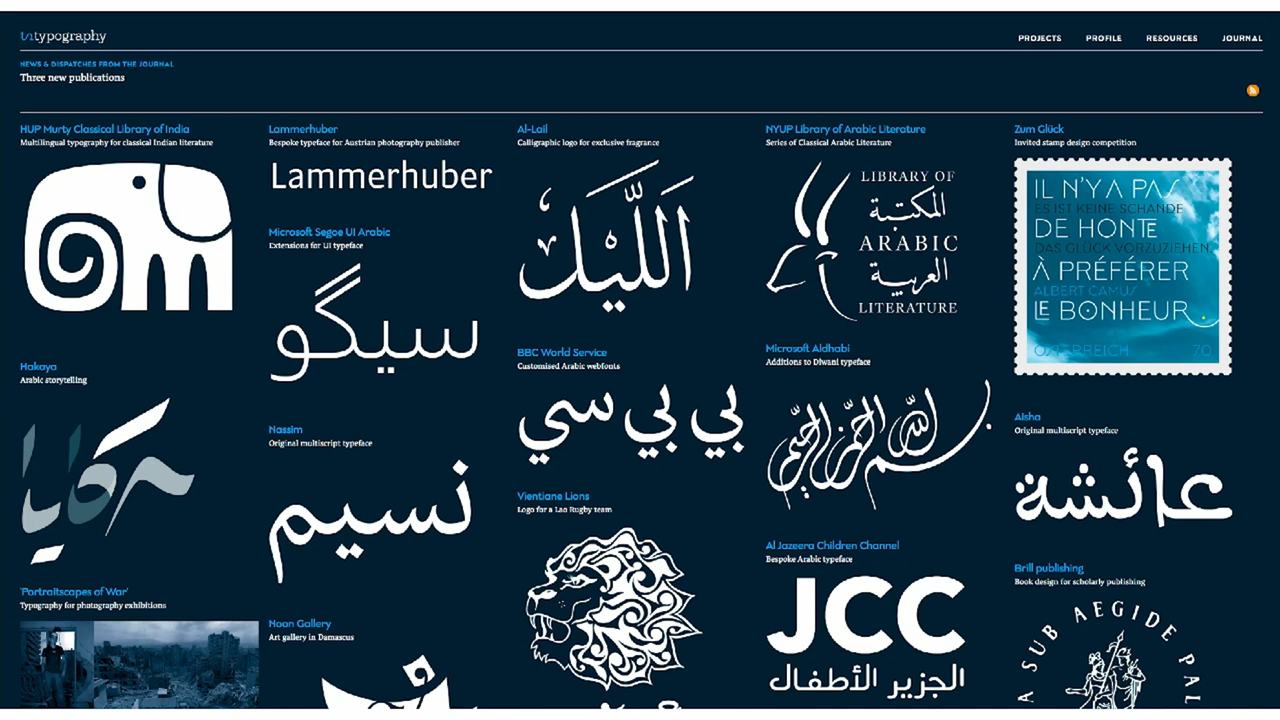 typography
PROJECTS PROFILE RESOURCES JOURNAL
NEWS & DISPATCHES FROM THE JOURNAL
Three new publications
HUP Murty Classical Library of India
Multilingual typography for classical Indian literature
Hakaya
Arabic storytelling
حكايا
'Portraitscapes of War'
Typography for photography exhibitions
Lammerhuber
Bespoke typeface for Austrian photography publisher
Lammerhuber
Microsoft Segoe UI Arabic
Extensions for UI typeface
سيگو
Nassim
Original multiscript typeface
نسيم
Noon Gallery
Art gallery in Damascus
Al-Lail
Calligraphic logo for exclusive fragrance
اللّيل
BBC World Service
Customised Arabic webfonts
بي بي سي
Vientiane Lions
Logo for a Lao Rugby team
NYUP Library of Arabic Literature
Series of Classical Arabic Literature
LIBRARY OF
المكتبة
ARABIC
العربية
LITERATURE
Microsoft Aldhabi
Additions to Diwani typeface
بسم الله الرحمن الرحيم
Al Jazeera Children Channel
Bespoke Arabic typeface
JCC
الجزير الأطفال
Zum Glück
Invited stamp design competition
IL N'Y A PAS
ES IST KEINE SCHANDE
DE HONTE
DAS GLÜCK VORZUZIEHEN.
À PRÉFÉRER
ALBERT CAMUS
LE BONHEUR.
ÖSTERREICH 70
Aisha
Original multiscript typeface
عائشة
Brill publishing
Book design for scholarly publishing
A SUB AEGIDE PAL